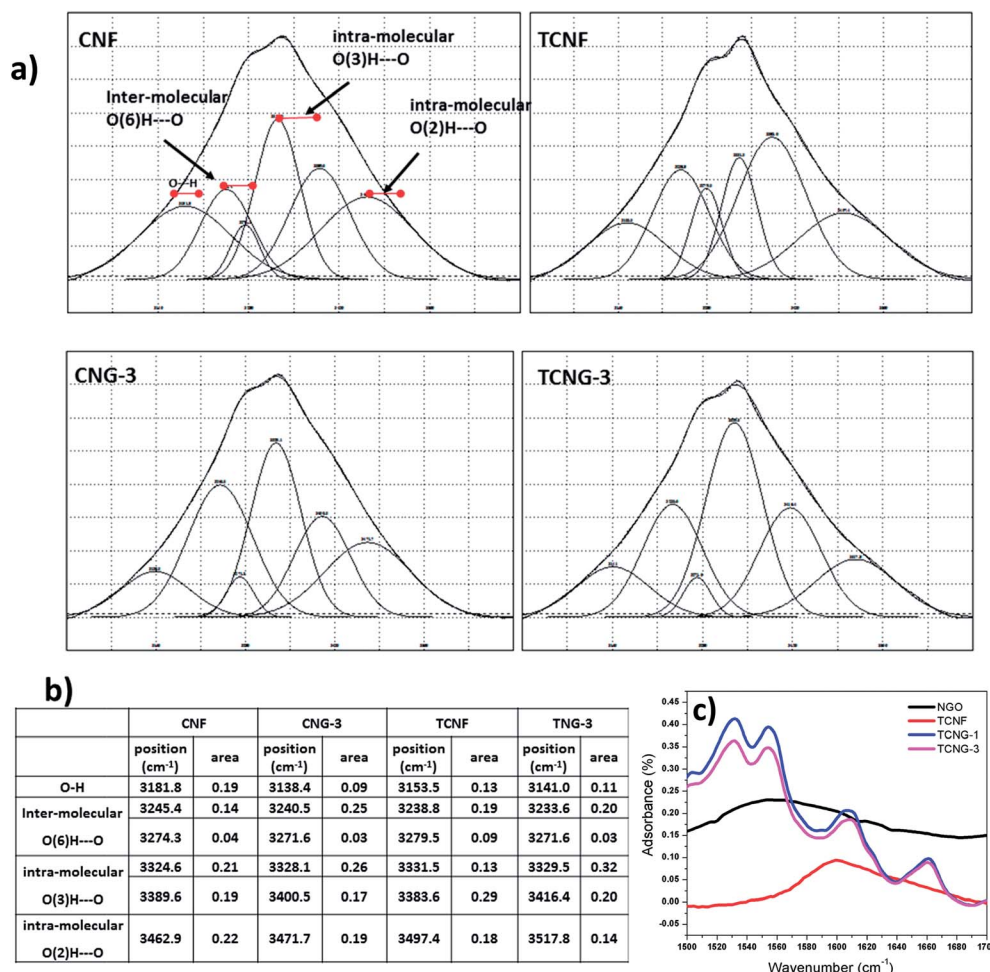 a)
CNF
intra-molecular
O(3)H---O
Inter-molecular
O(6)H---O
intra-molecular
O(2)H---O
O---H
TCNF
CNG-3
TCNG-3
b)
CNF CNG-3 TCNF TNG-3
position (cm⁻¹) area position (cm⁻¹) area position (cm⁻¹) area position (cm⁻¹) area
O-H 3181.8 0.19 3138.4 0.09 3153.5 0.13 3141.0 0.11
Inter-molecular 3245.4 0.14 3240.5 0.25 3238.8 0.19 3233.6 0.20
O(6)H---O 3274.3 0.04 3271.6 0.03 3279.5 0.09 3271.6 0.03
intra-molecular 3324.6 0.21 3328.1 0.26 3331.5 0.13 3329.5 0.32
O(3)H---O 3389.6 0.19 3400.5 0.17 3383.6 0.29 3416.4 0.20
intra-molecular
O(2)H---O 3462.9 0.22 3471.7 0.19 3497.4 0.18 3517.8 0.14
c)
NGO
TCNF
TCNG-1
TCNG-3
Adsorbance (%)
0.45
0.40
0.35
0.30
0.25
0.20
0.15
0.10
0.05
0.00
-0.05
1500 1520 1540 1560 1580 1600 1620 1640 1660 1680 170
Wavenumber (cm⁻¹)